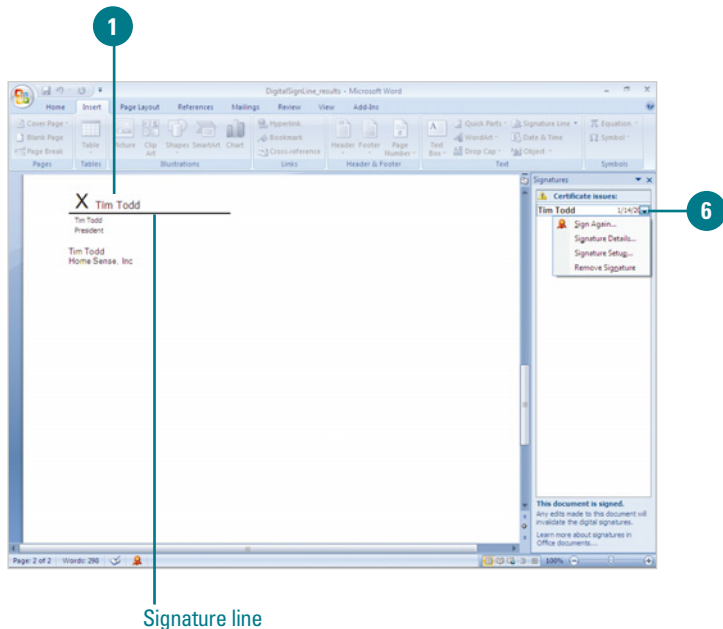 1
DigitalSignLine_results - Microsoft Word
Home Insert Page Layout References Mailings Review View Add-Ins
Cover Page
Blank Page
Page Break
Pages
Table
Tables
Picture Clip Art Shapes SmartArt Chart
Illustrations
Hyperlink
Bookmark
Cross-reference
Links
Header Footer Page Number
Header & Footer
Text Box
Quick Parts
WordArt
Drop Cap
Signature Line
Date & Time
Object
Text
Equation
Symbol
Symbols
X Tim Todd
Tim Todd
President
Tim Todd
Home Sense, Inc
Signatures
Certificate issues:
Tim Todd
6
Sign Again...
Signature Details...
Signature Setup...
Remove Signature
This document is signed.
Any edits made to this document will
invalidate the digital signatures.
Learn more about signatures in
Office documents....
Page: 2 of 2 Words: 298
100%
Signature line